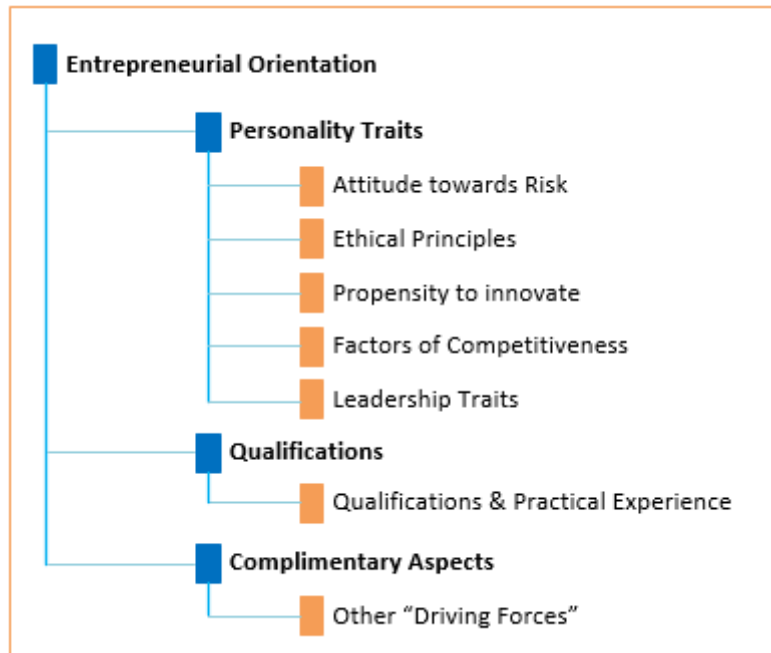 Entrepreneurial Orientation
Personality Traits
Attitude towards Risk
Ethical Principles
Propensity to innovate
Factors of Competitiveness
Leadership Traits
Qualifications
Qualifications & Practical Experience
Complimentary Aspects
Other “Driving Forces”